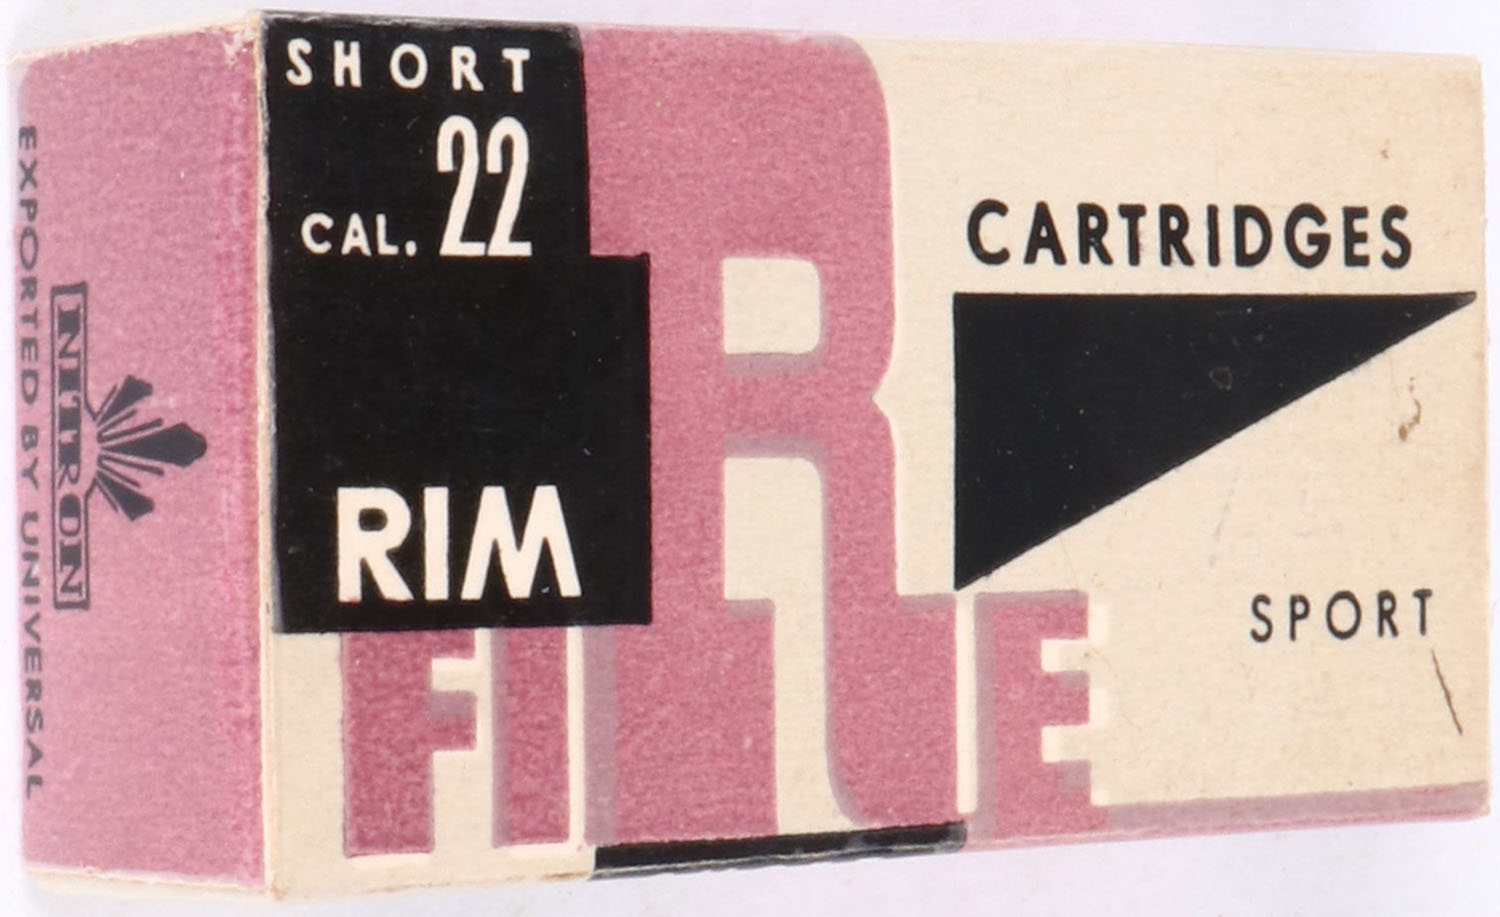 SHORT
CAL. 22
RIM
FIRE
CARTRIDGES
SPORT
NITRON
EXPORTED BY UNIVERSAL